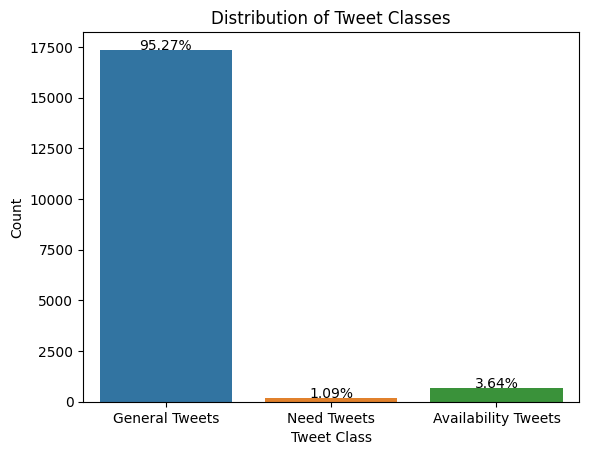 Distribution of Tweet Classes
Count
17500
15000
12500
10000
7500
5000
2500
0
95.27%
1.09%
3.64%
General Tweets
Need Tweets
Availability Tweets
Tweet Class